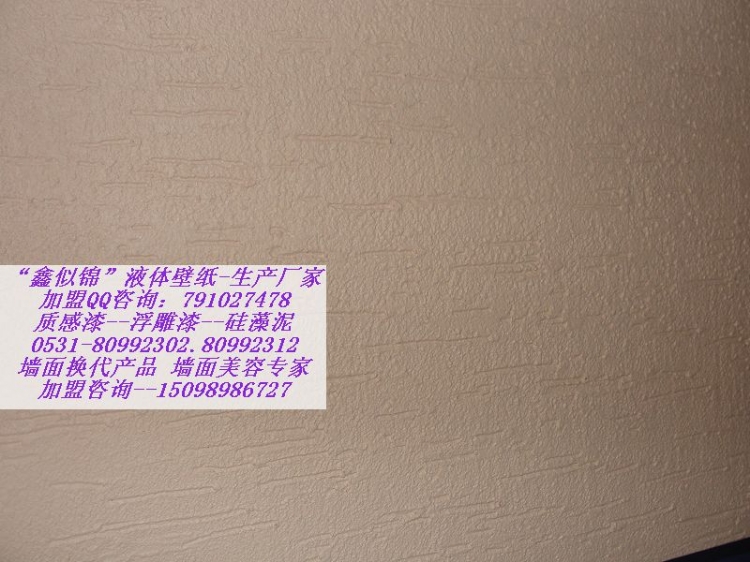 “鑫似锦”液体壁纸-生产厂家
加盟QQ咨询：791027478
质感漆--浮雕漆--硅藻泥
0531-80992302.80992312
墙面换代产品 墙面美容专家
加盟咨询--15098986727